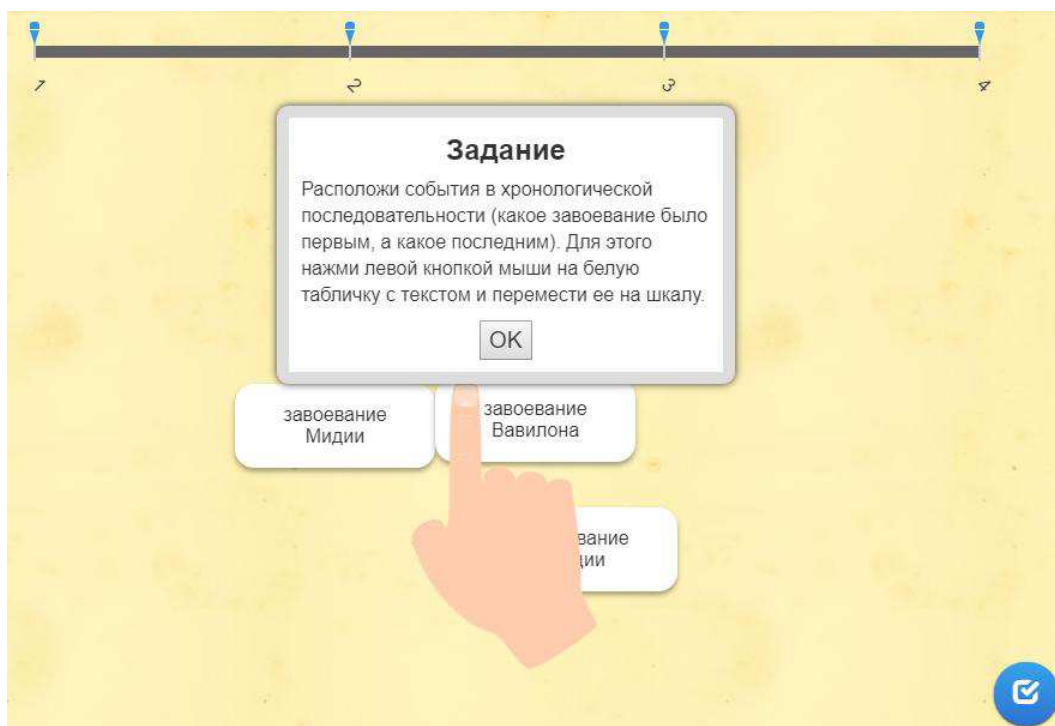 1 2 3 4
Задание
Расположи события в хронологической
последовательности (какое завоевание было
первым, а какое последним). Для этого
нажми левой кнопкой мыши на белую
табличку с текстом и перемести ее на шкалу.
OK
завоевание
Мидии
завоевание
Вавилона